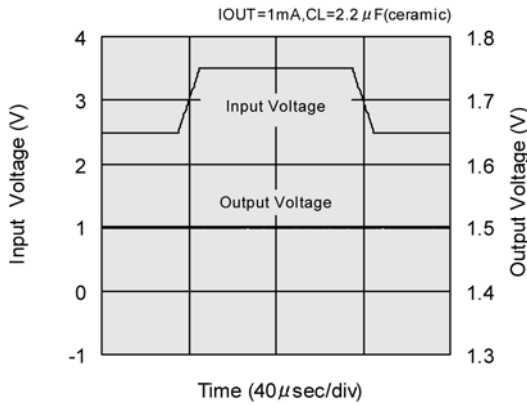 IOUT=1mA,CL=2.2μF(ceramic)
4 1.8
3 Input Voltage 1.7
2 1.6
Output Voltage
1 1.5
0 1.4
-1 1.3
Input Voltage (V)
Output Voltage (V)
Time (40μsec/div)